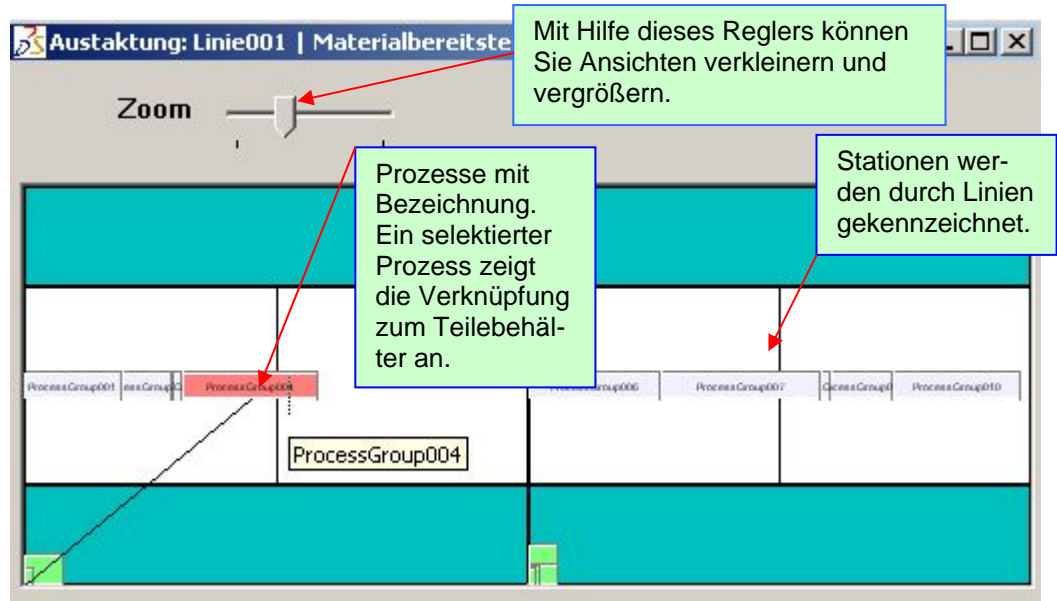 Austaktung: Linie001 | Materialbereitste
Mit Hilfe dieses Reglers können
Sie Ansichten verkleinern und
vergrößern.
Zoom
Prozesse mit
Bezeichnung.
Ein selektierter
Prozess zeigt
die Verknüpfung
zum Teilebehäl-
ter an.
Stationen wer-
den durch Linien
gekennzeichnet.
ProcessGroup001 ProcessGroup007 ProcessGroup010
ProcessGroup004